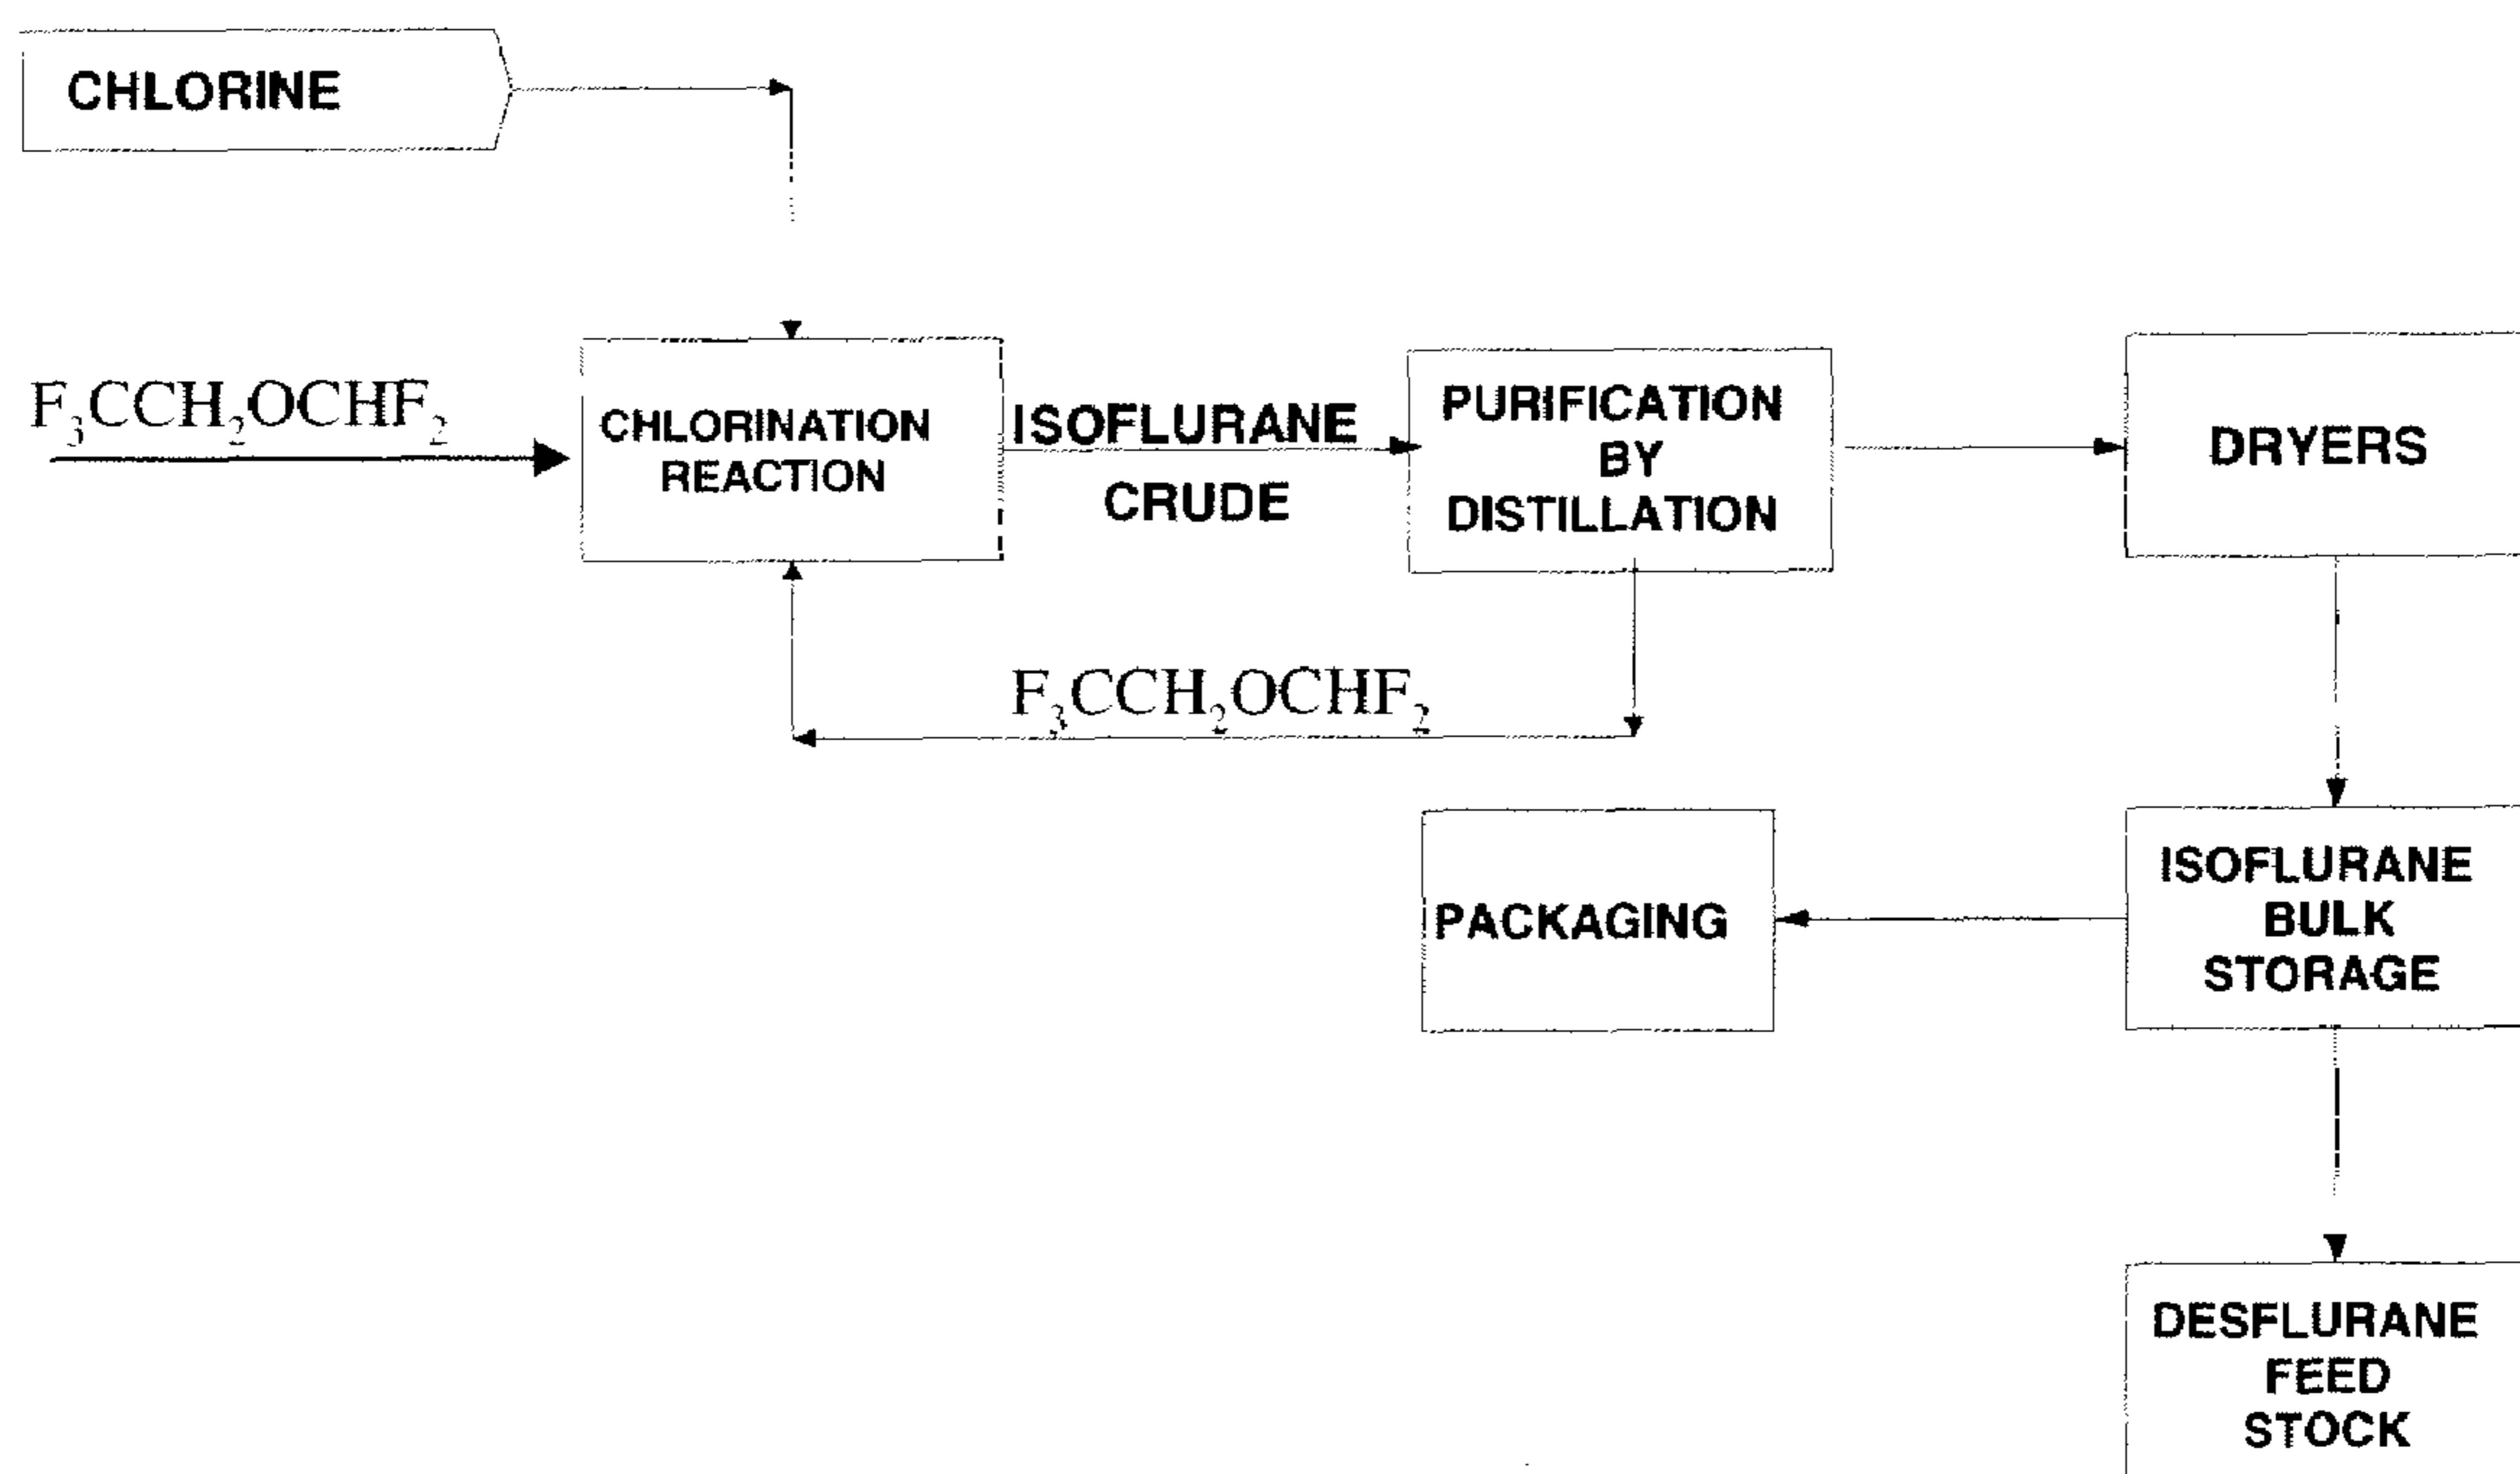 CHLORINE
F₃CCH₂OCHF₂
CHLORINATION
REACTION
ISOFLURANE
CRUDE
PURIFICATION
BY
DISTILLATION
DRYERS
F₃CCH₂OCHF₂
PACKAGING
ISOFLURANE
BULK
STORAGE
DESFLURANE
FEED
STOCK